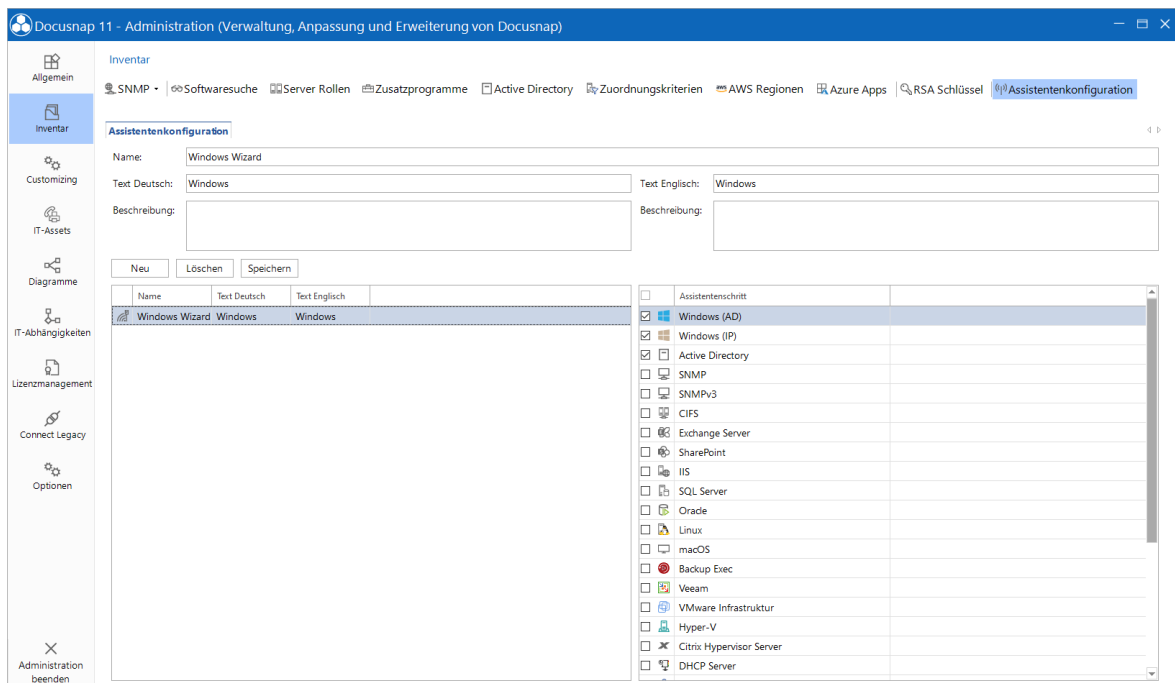 Docusnap 11 - Administration (Verwaltung, Anpassung und Erweiterung von Docusnap)
Allgemein
Inventar
Customizing
IT-Assets
Diagramme
IT-Abhängigkeiten
Lizenzmanagement
Connect Legacy
Optionen
Administration
beenden
Inventar
SNMP Softwaresuche Server Rollen Zusatzprogramme Active Directory Zuordnungskriterien aws AWS Regionen Azure Apps RSA Schlüssel Assistentenkonfiguration
Assistentenkonfiguration
Name: Windows Wizard
Text Deutsch: Windows Text Englisch: Windows
Beschreibung: Beschreibung:
Neu Löschen Speichern
Name Text Deutsch Text Englisch
Windows Wizard Windows Windows
Assistentenschritt
Windows (AD)
Windows (IP)
Active Directory
SNMP
SNMPv3
CIFS
Exchange Server
SharePoint
IIS
SQL Server
Oracle
Linux
macOS
Backup Exec
Veeam
VMware Infrastruktur
Hyper-V
Citrix Hypervisor Server
DHCP Server